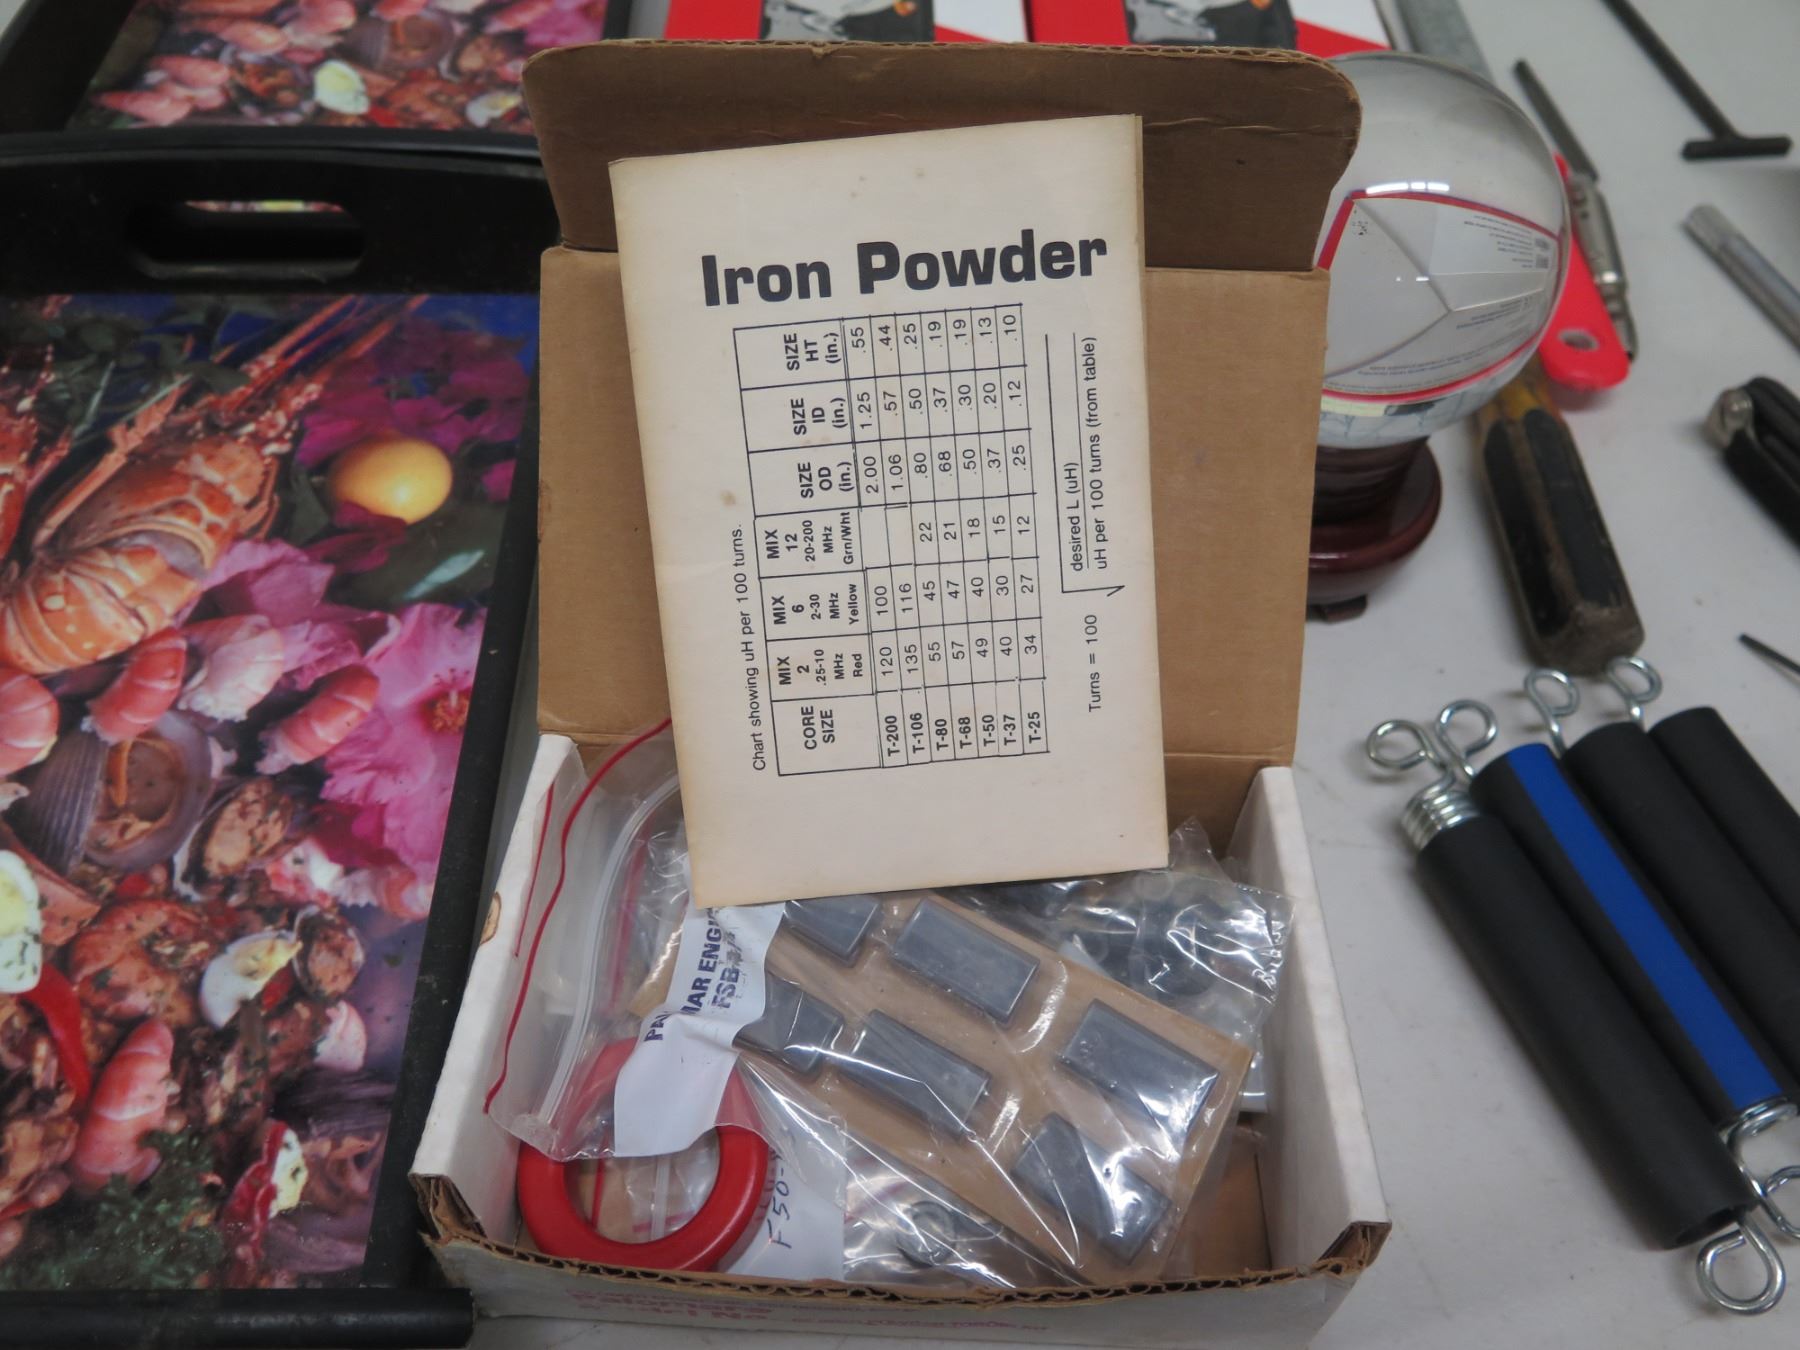 Iron Powder
Chart showing uH per 100 turns.
CORE SIZE MIX 2 .25-10 MHz Red MIX 6 2-30 MHz Yellow MIX 12 20-200 MHz Grn/Wht SIZE OD (in.) SIZE ID (in.) SIZE HT (in.)
T-200 120 100 2.00 1.25 .55
T-106 135 116 1.06 .57 .44
T-80 55 45 22 .80 .50 .25
T-68 57 47 21 .68 .37 .19
T-50 49 40 18 .50 .30 .19
T-37 40 30 15 .37 .20 .13
T-25 34 27 12 .25 .12 .10
Turns = 100 √
desired L (uH)
uH per 100 turns (from table)
MAR ENG
FSB
F50